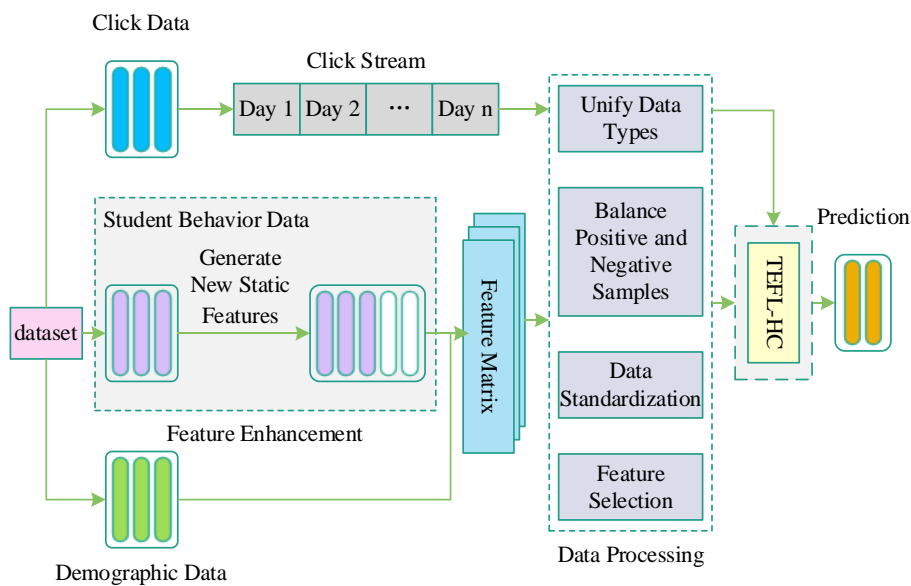 Click Data
Click Stream
Day 1
Day 2
···
Day n
Unify Data
Types
Student Behavior Data
Generate
New Static
Features
Balance
Positive and
Negative
Samples
Prediction
dataset
Feature Matrix
TEFL-HC
Data
Standardization
Feature Enhancement
Feature
Selection
Data Processing
Demographic Data